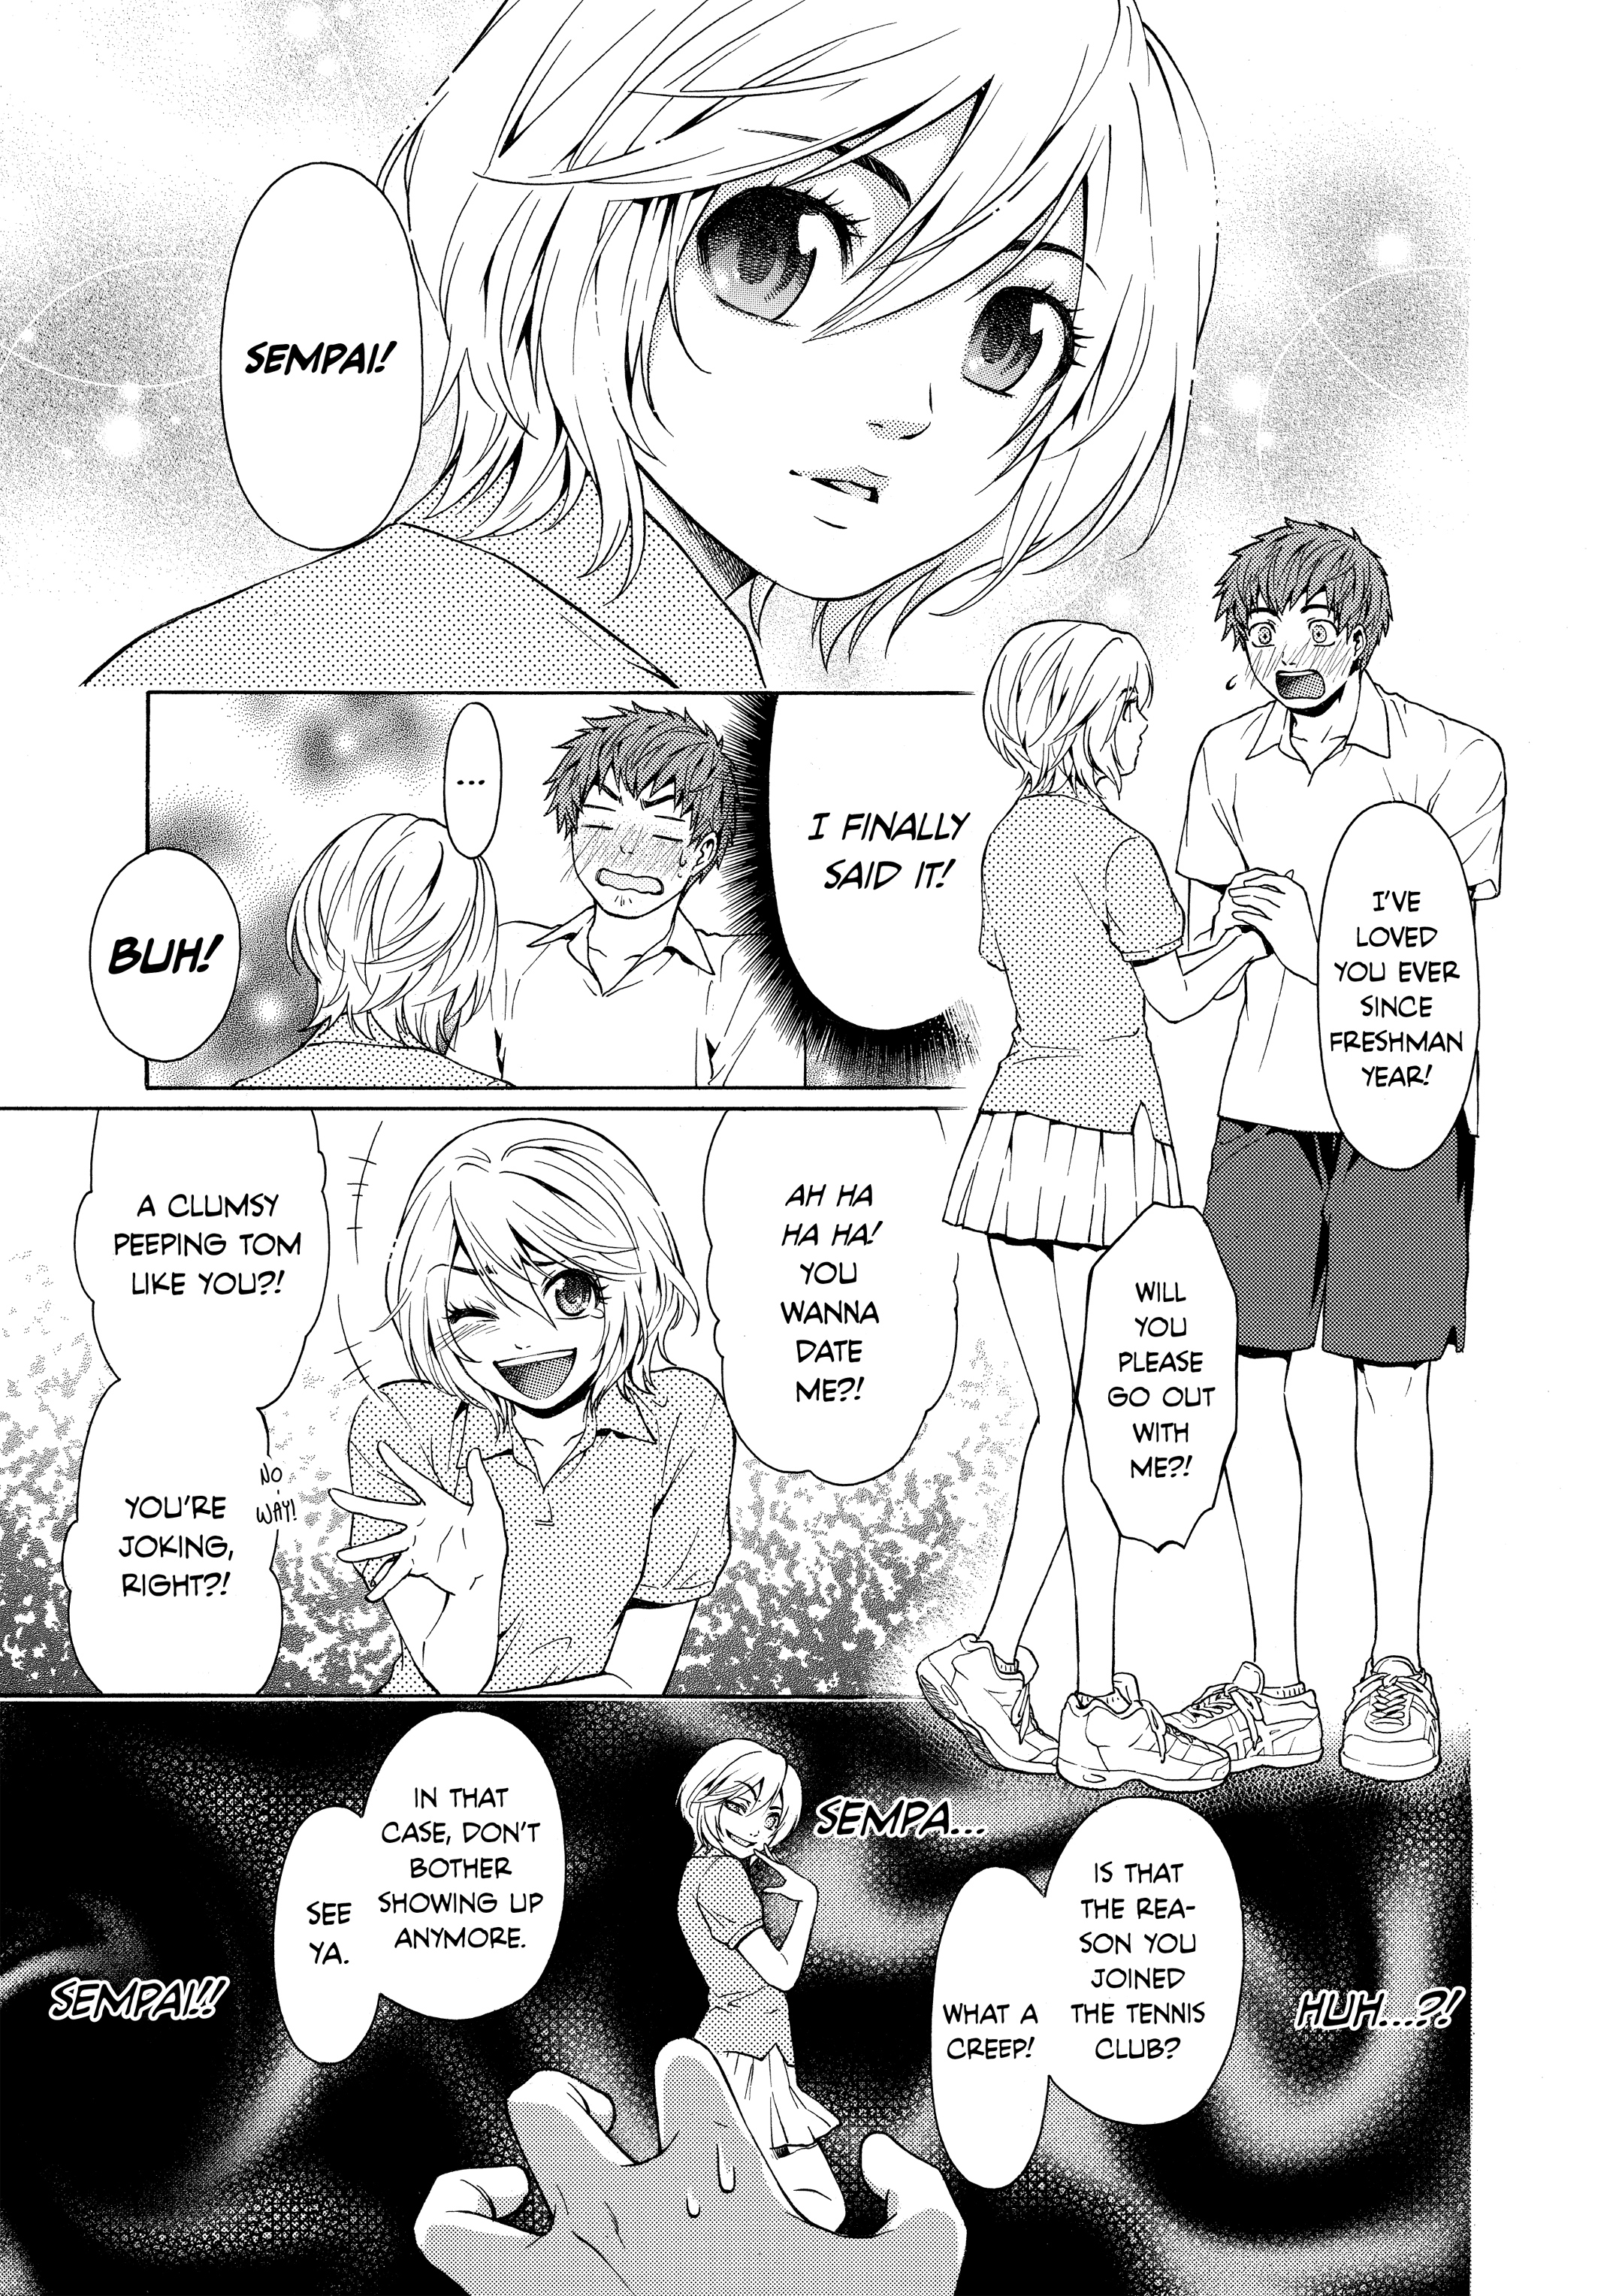 SEMPAI!
I'VE
LOVED
YOU EVER
SINCE
FRESHMAN
YEAR!
WILL
YOU
PLEASE
GO OUT
WITH
ME?!
I FINALLY
SAID IT!
...
BUH!
AH HA
HA HA!
YOU
WANNA
DATE
ME?!
A CLUMSY
PEEPING TOM
LIKE YOU?!
NO
WAY!
YOU'RE
JOKING,
RIGHT?!
HUH...?!
IS THAT
THE REA-
SON YOU
JOINED
THE TENNIS
CLUB?
WHAT A
CREEP!
SEMPA...
IN THAT
CASE, DON'T
BOTHER
SHOWING UP
ANYMORE.
SEE
YA.
SEMPAI!!